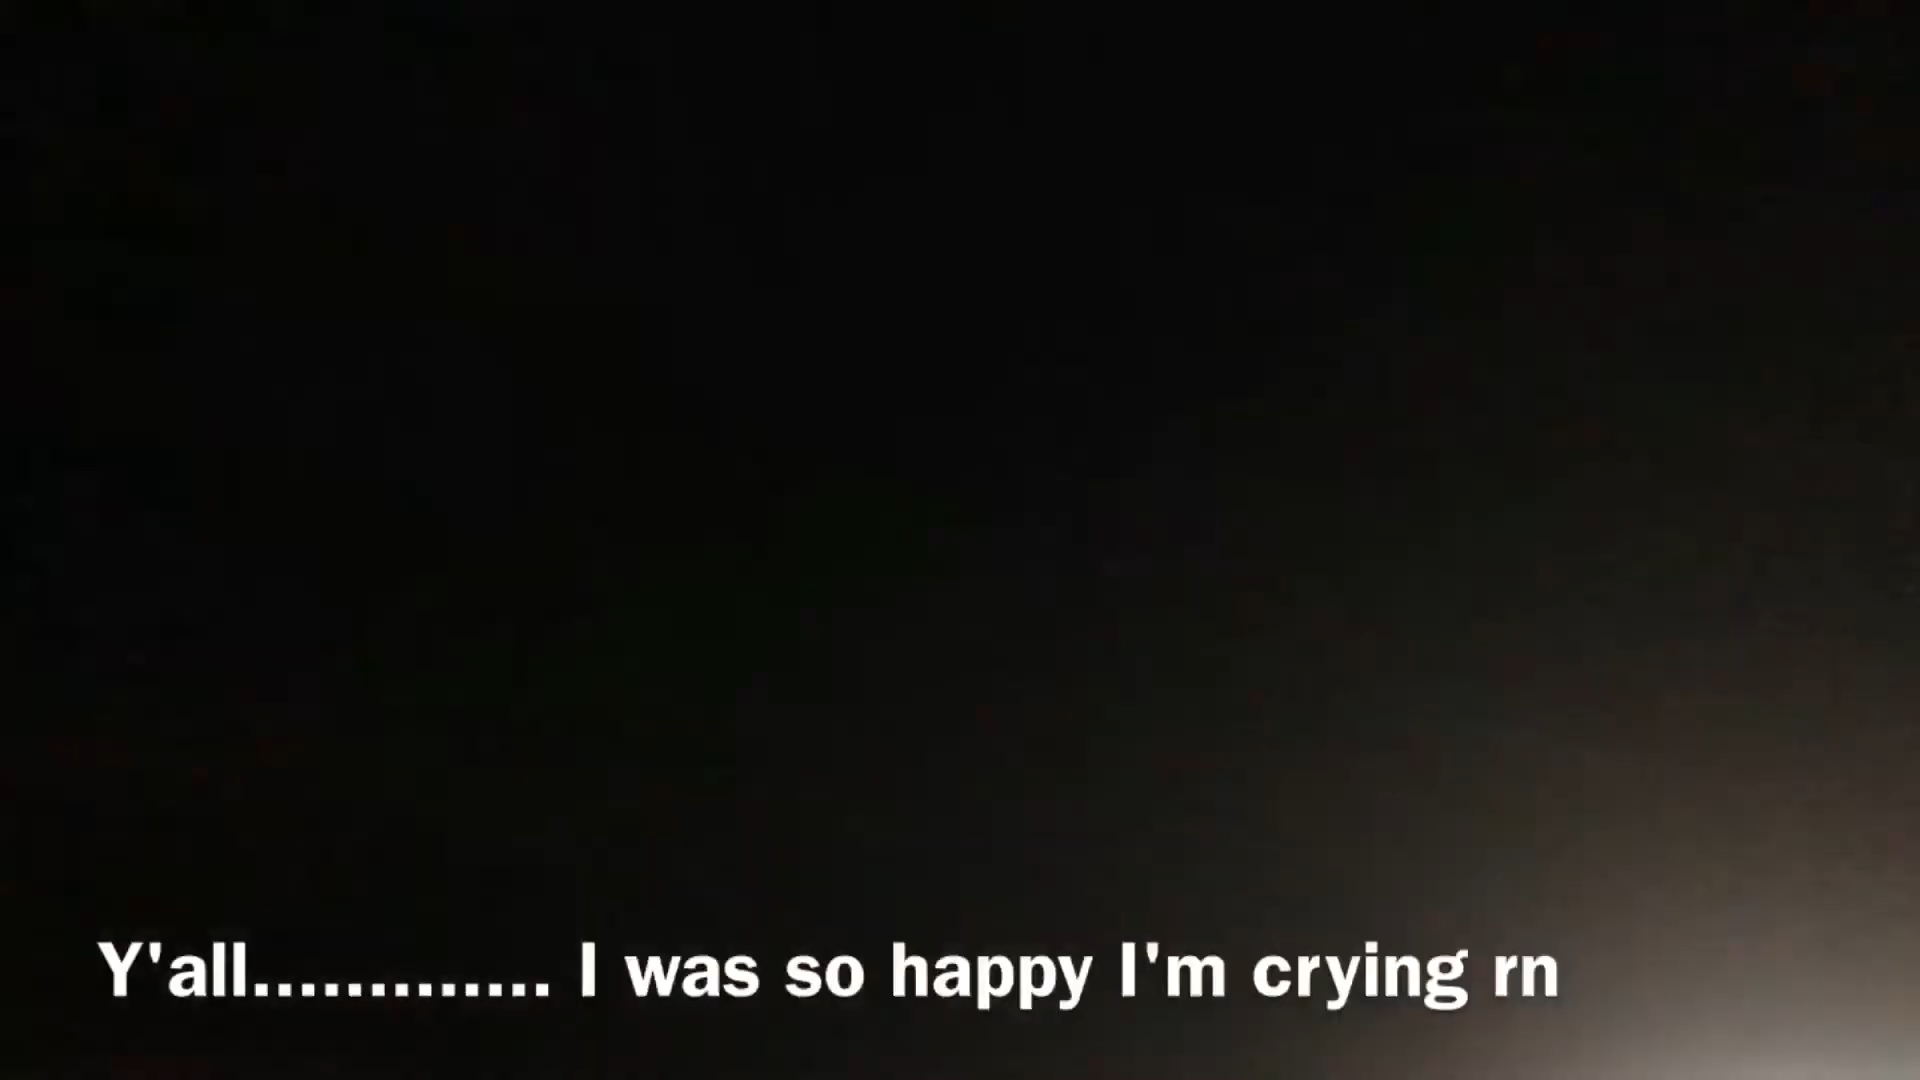 Y'all............. I was so happy I'm crying rn